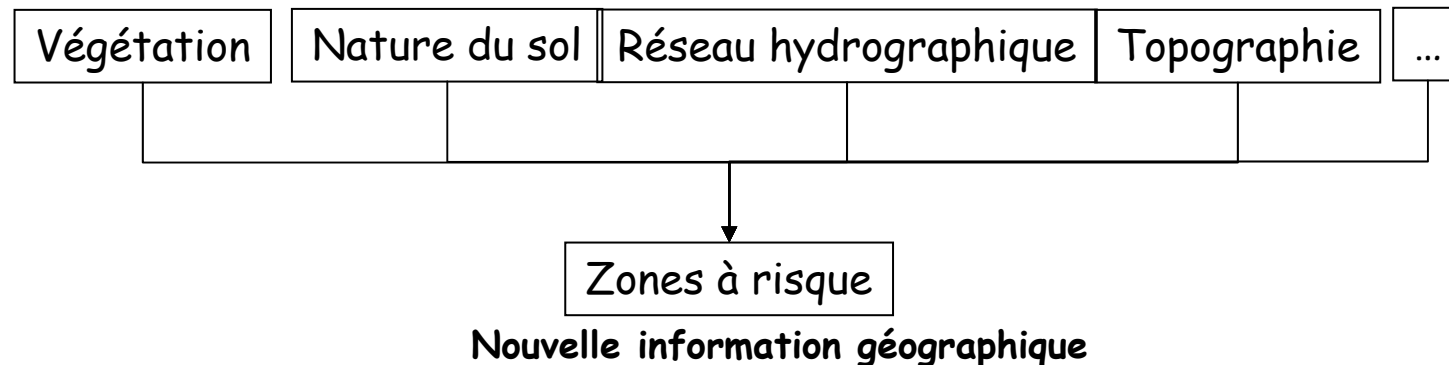 Végétation
Nature du sol
Réseau hydrographique
Topographie
...
Zones à risque
Nouvelle information géographique